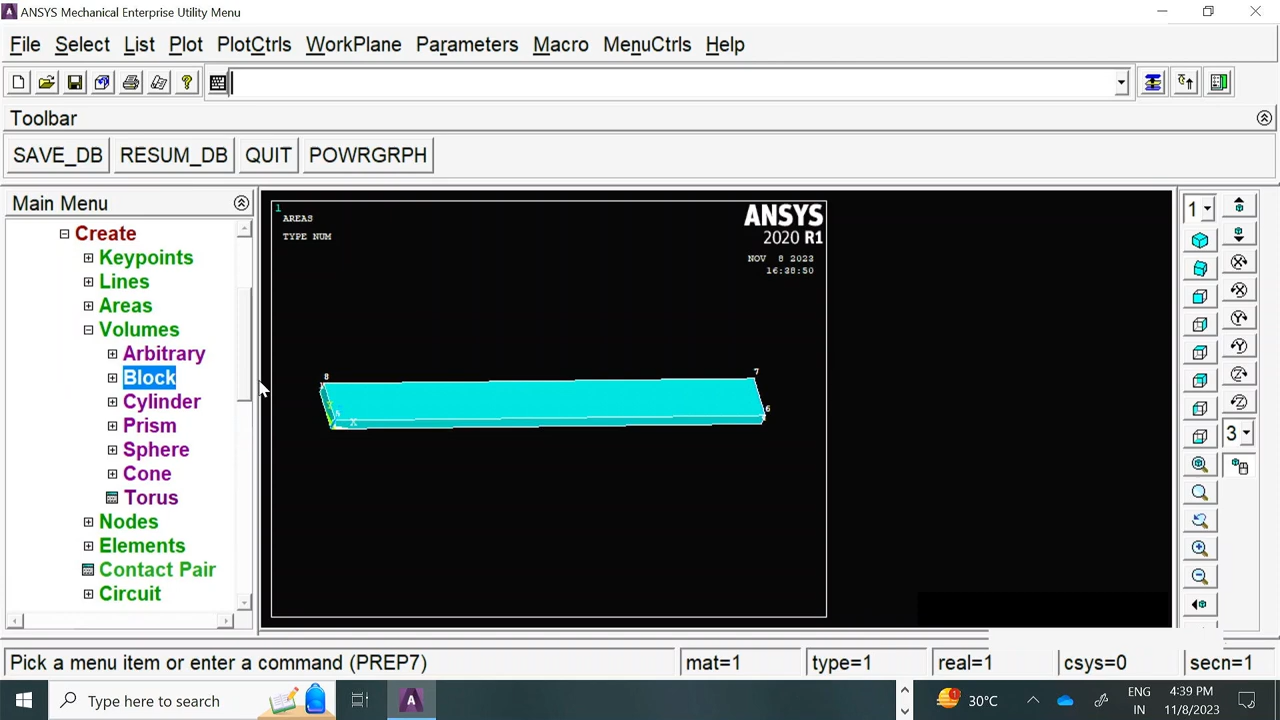 ANSYS Mechanical Enterprise Utility Menu
File Select List Plot PlotCtrls WorkPlane Parameters Macro MenuCtrls Help
Toolbar
SAVE_DB RESUM_DB QUIT POWRGRPH
Main Menu
Create
Keypoints
Lines
Areas
Volumes
Arbitrary
Block
Cylinder
Prism
Sphere
Cone
Torus
Nodes
Elements
Contact Pair
Circuit
1
AREAS
TYPE NUM
ANSYS
2020 R1
NOV 8 2023
16:38:50
8
7
6
X
1
3
Pick a menu item or enter a command (PREP7)
mat=1
type=1
real=1
csys=0
secn=1
Type here to search
1
30°C
ENG
IN
4:39 PM
11/8/2023